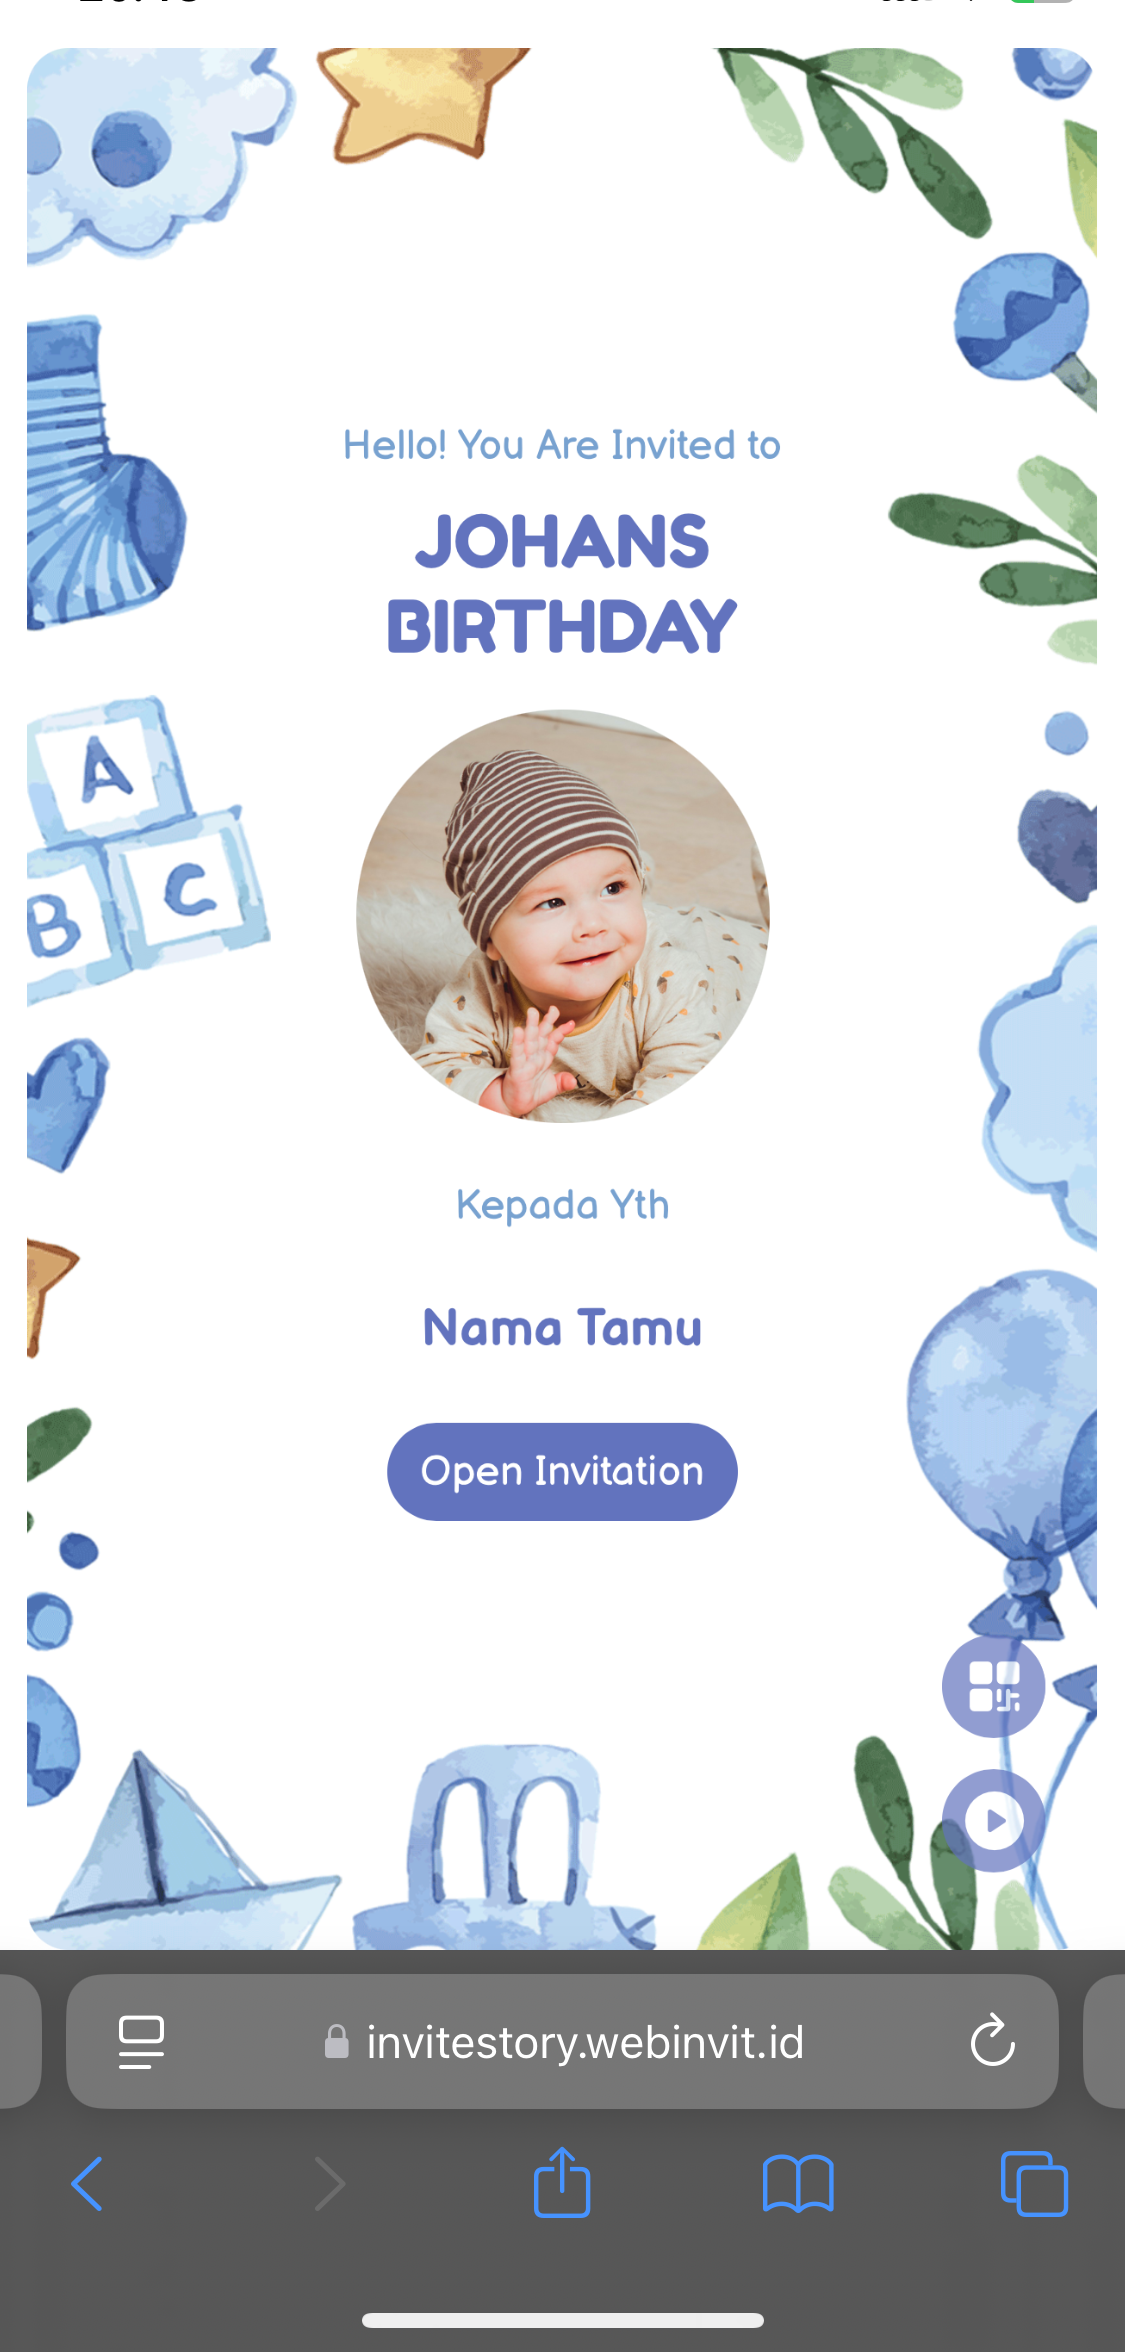 Hello! You Are Invited to
JOHANS
BIRTHDAY
A
B C
Kepada Yth
Nama Tamu
Open Invitation
invitestory.webinvit.id